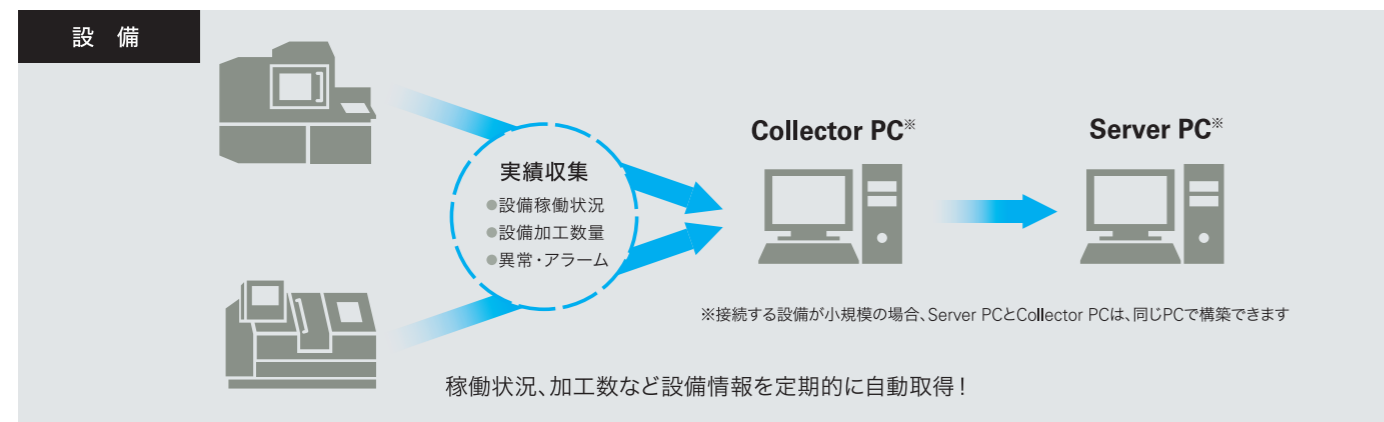 設 備
Collector PC※
Server PC※
実績収集
●設備稼働状況
●設備加工数量
●異常・アラーム
※接続する設備が小規模の場合、Server PCとCollector PCは、同じPCで構築できます
稼働状況、加工数など設備情報を定期的に自動取得！